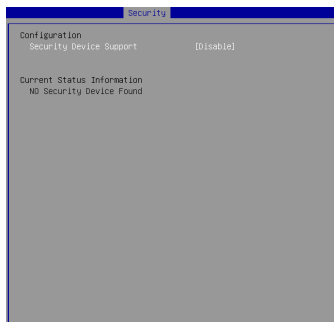 Security
Configuration
Security Device Support [Disable]
Current Status Information
NO Security Device Found